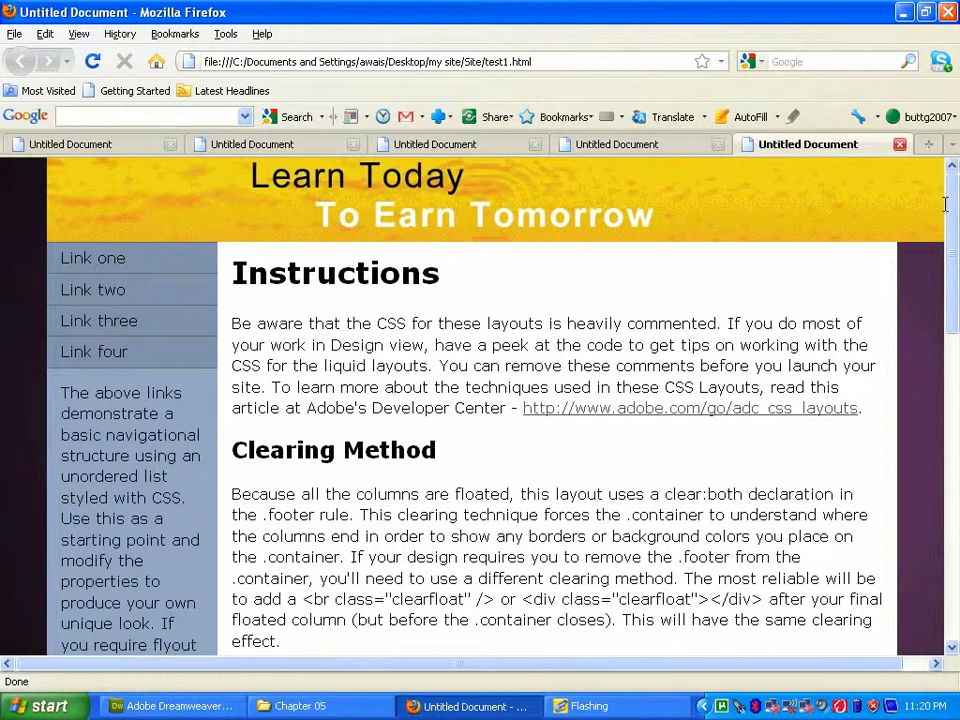 Untitled Document - Mozilla Firefox
File Edit View History Bookmarks Tools Help
file:///C:/Documents and Settings/awais/Desktop/my site/Site/test1.html
Google
Most Visited Getting Started Latest Headlines
Google Search Share Bookmarks Translate AutoFill buttg2007
Untitled Document Untitled Document Untitled Document Untitled Document Untitled Document
Learn Today
To Earn Tomorrow
Link one
Link two
Link three
Link four
The above links
demonstrate a
basic navigational
structure using an
unordered list
styled with CSS.
Use this as a
starting point and
modify the
properties to
produce your own
unique look. If
you require flyout
Instructions
Be aware that the CSS for these layouts is heavily commented. If you do most of
your work in Design view, have a peek at the code to get tips on working with the
CSS for the liquid layouts. You can remove these comments before you launch your
site. To learn more about the techniques used in these CSS Layouts, read this
article at Adobe's Developer Center - http://www.adobe.com/go/adc_css_layouts.
Clearing Method
Because all the columns are floated, this layout uses a clear:both declaration in
the .footer rule. This clearing technique forces the .container to understand where
the columns end in order to show any borders or background colors you place on
the .container. If your design requires you to remove the .footer from the
.container, you'll need to use a different clearing method. The most reliable will be
to add a <br class="clearfloat" /> or <div class="clearfloat"></div> after your final
floated column (but before the .container closes). This will have the same clearing
effect.
Done
start Adobe Dreamweaver... Chapter 05 Untitled Document - ... Flashing 11:20 PM